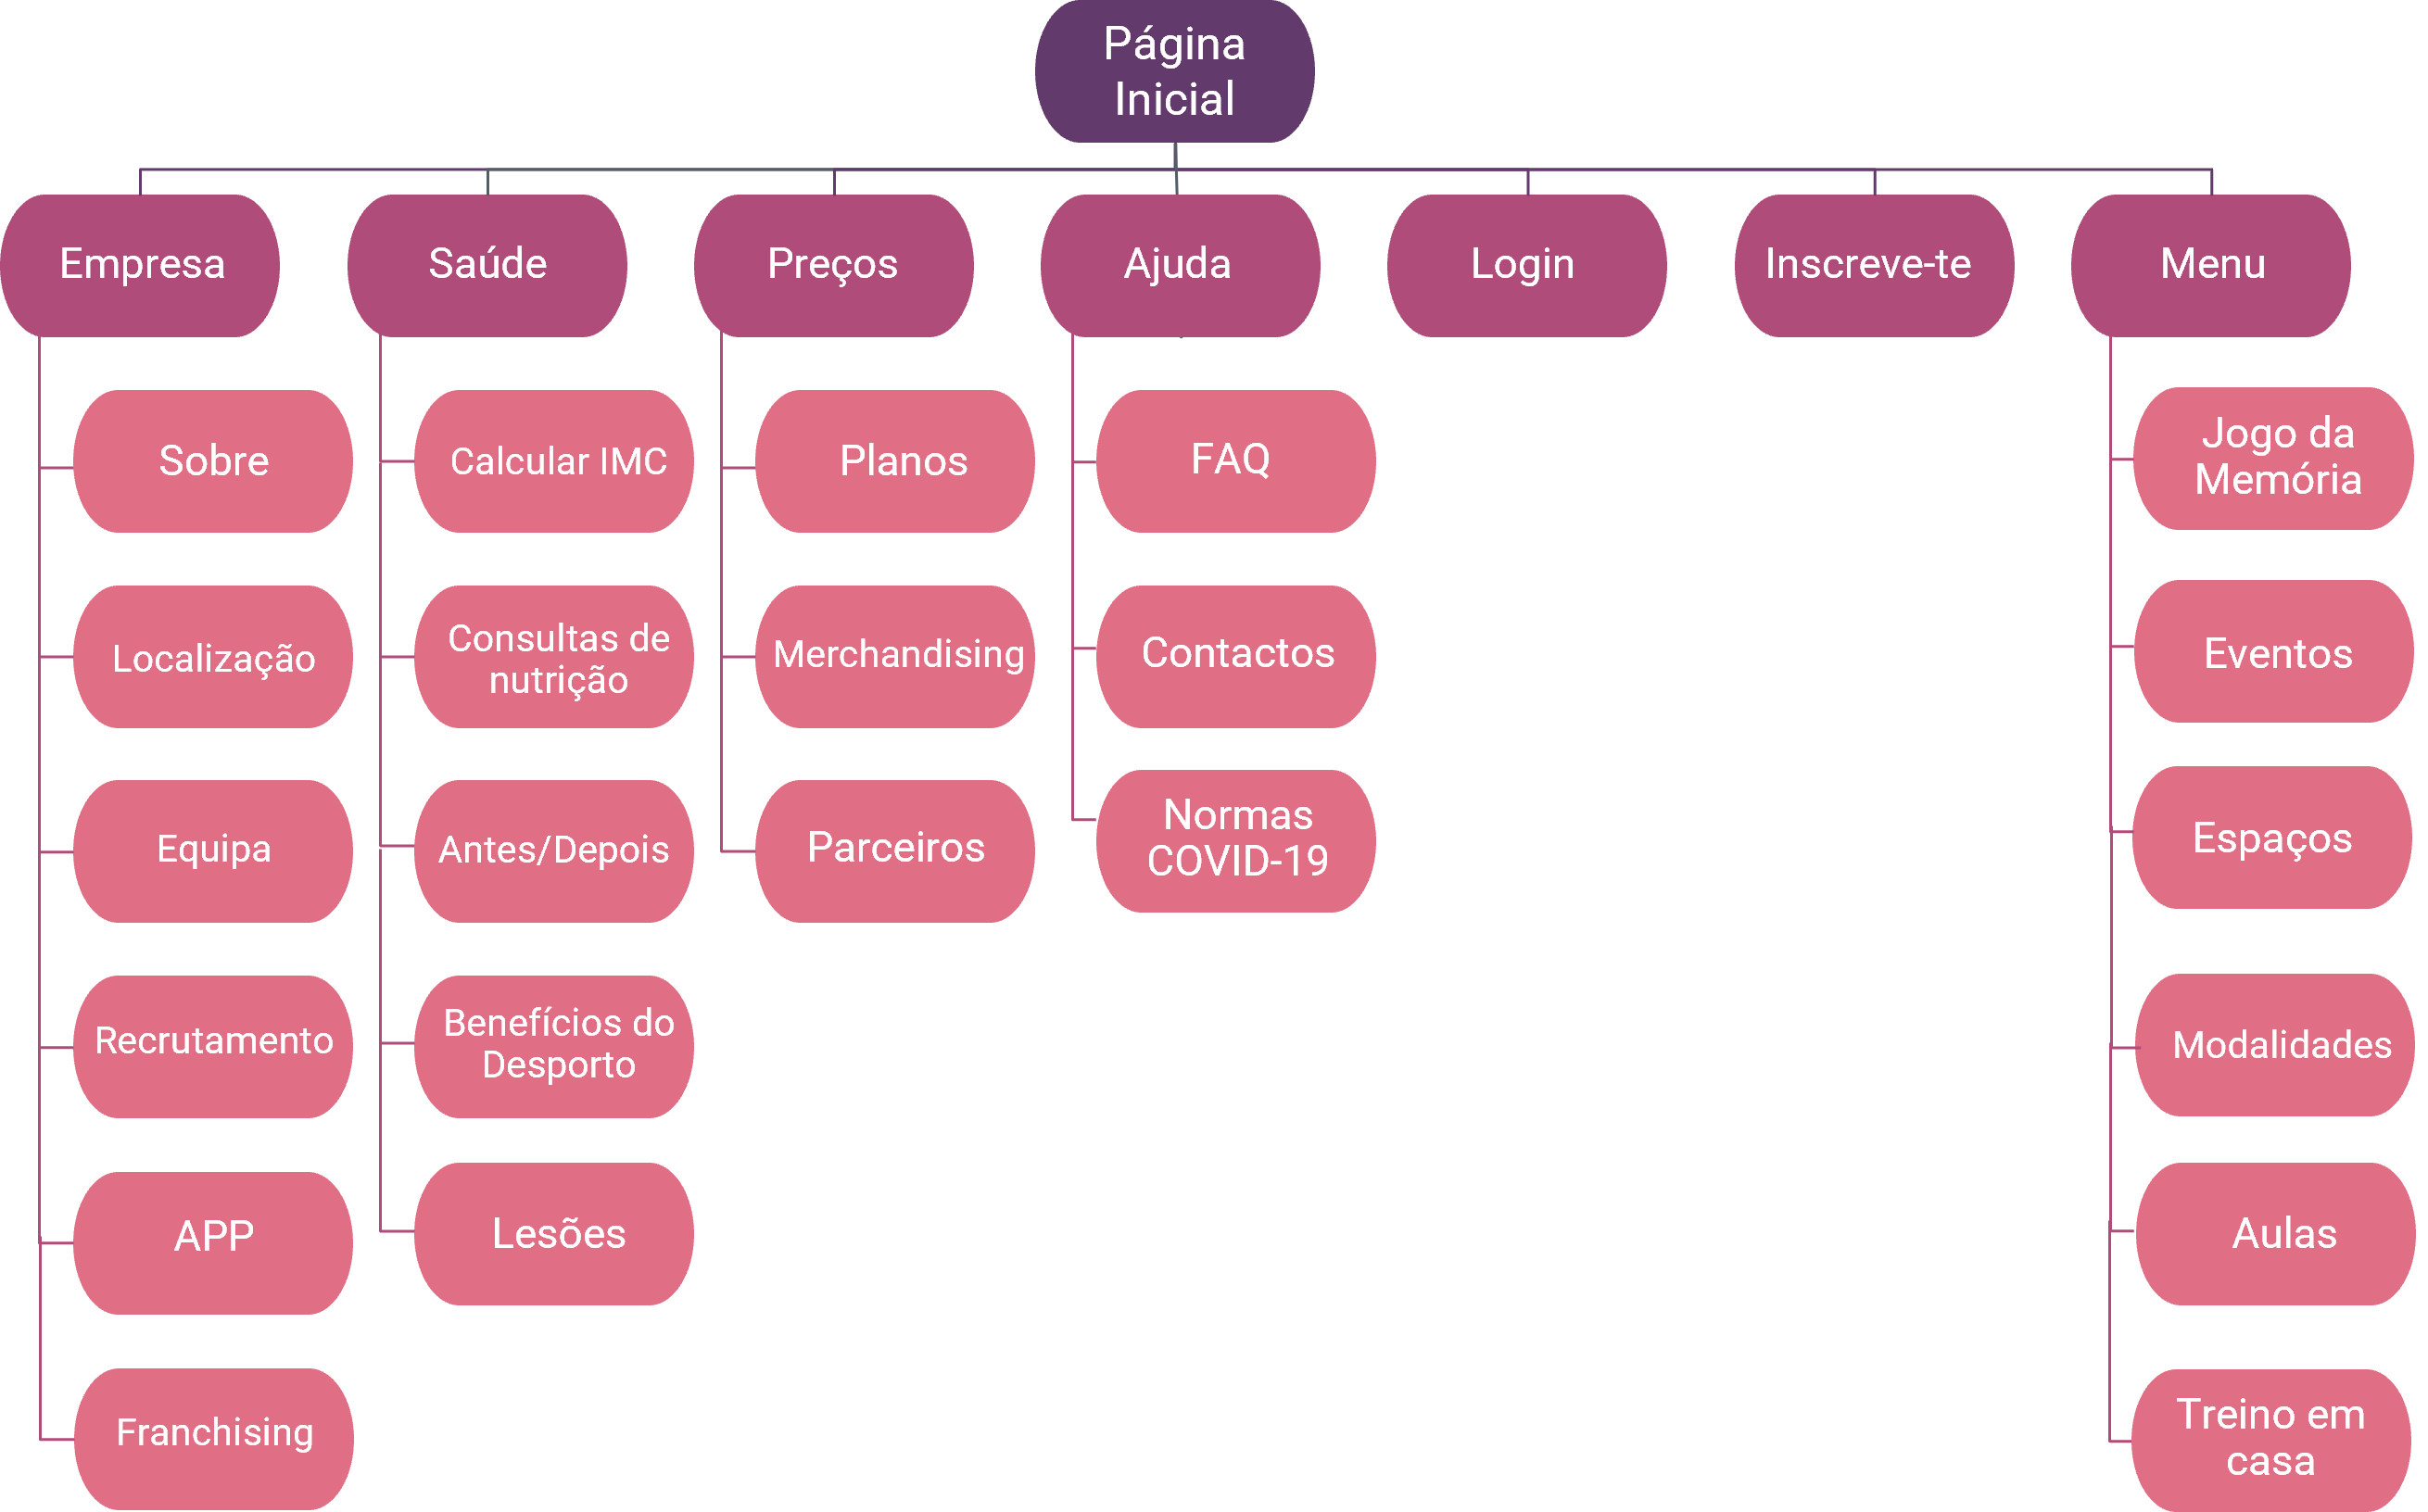 Página
Inicial
Empresa
Saúde
Preços
Ajuda
Login
Inscreve-te
Menu
Sobre
Localização
Equipa
Recrutamento
APP
Franchising
Calcular IMC
Consultas de
nutrição
Antes/Depois
Benefícios do
Desporto
Lesões
Planos
Merchandising
Parceiros
FAQ
Contactos
Normas
COVID-19
Jogo da
Memória
Eventos
Espaços
Modalidades
Aulas
Treino em
casa